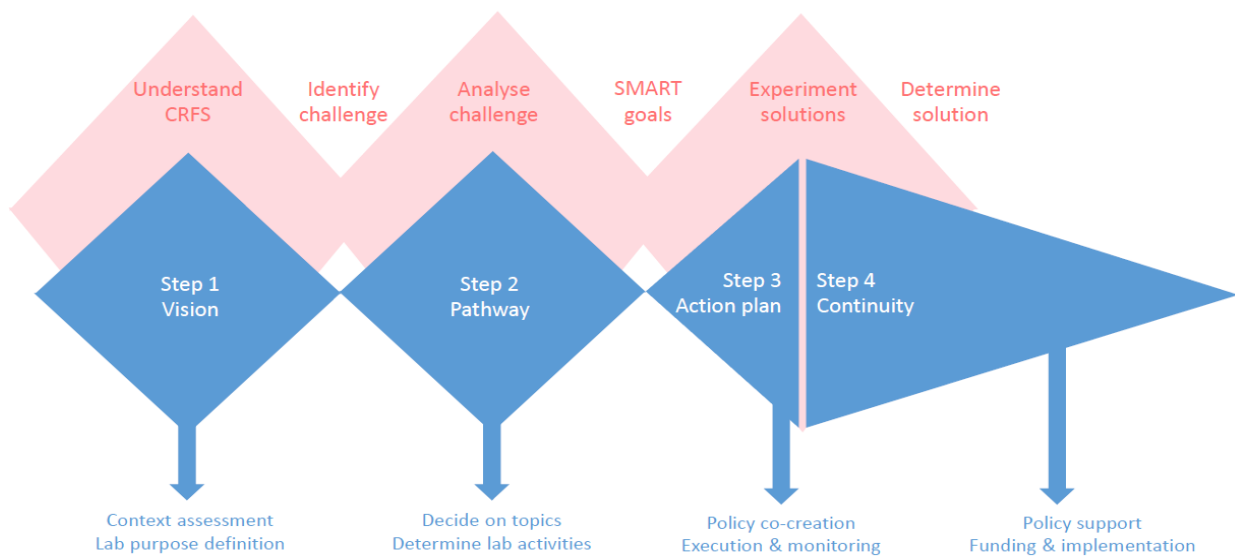 Understand
CRFS
Identify
challenge
Analyse
challenge
SMART
goals
Experiment
solutions
Determine
solution
Step 1
Vision
Step 2
Pathway
Step 3
Action plan
Step 4
Continuity
Context assessment
Lab purpose definition
Decide on topics
Determine lab activities
Policy co-creation
Execution & monitoring
Policy support
Funding & implementation